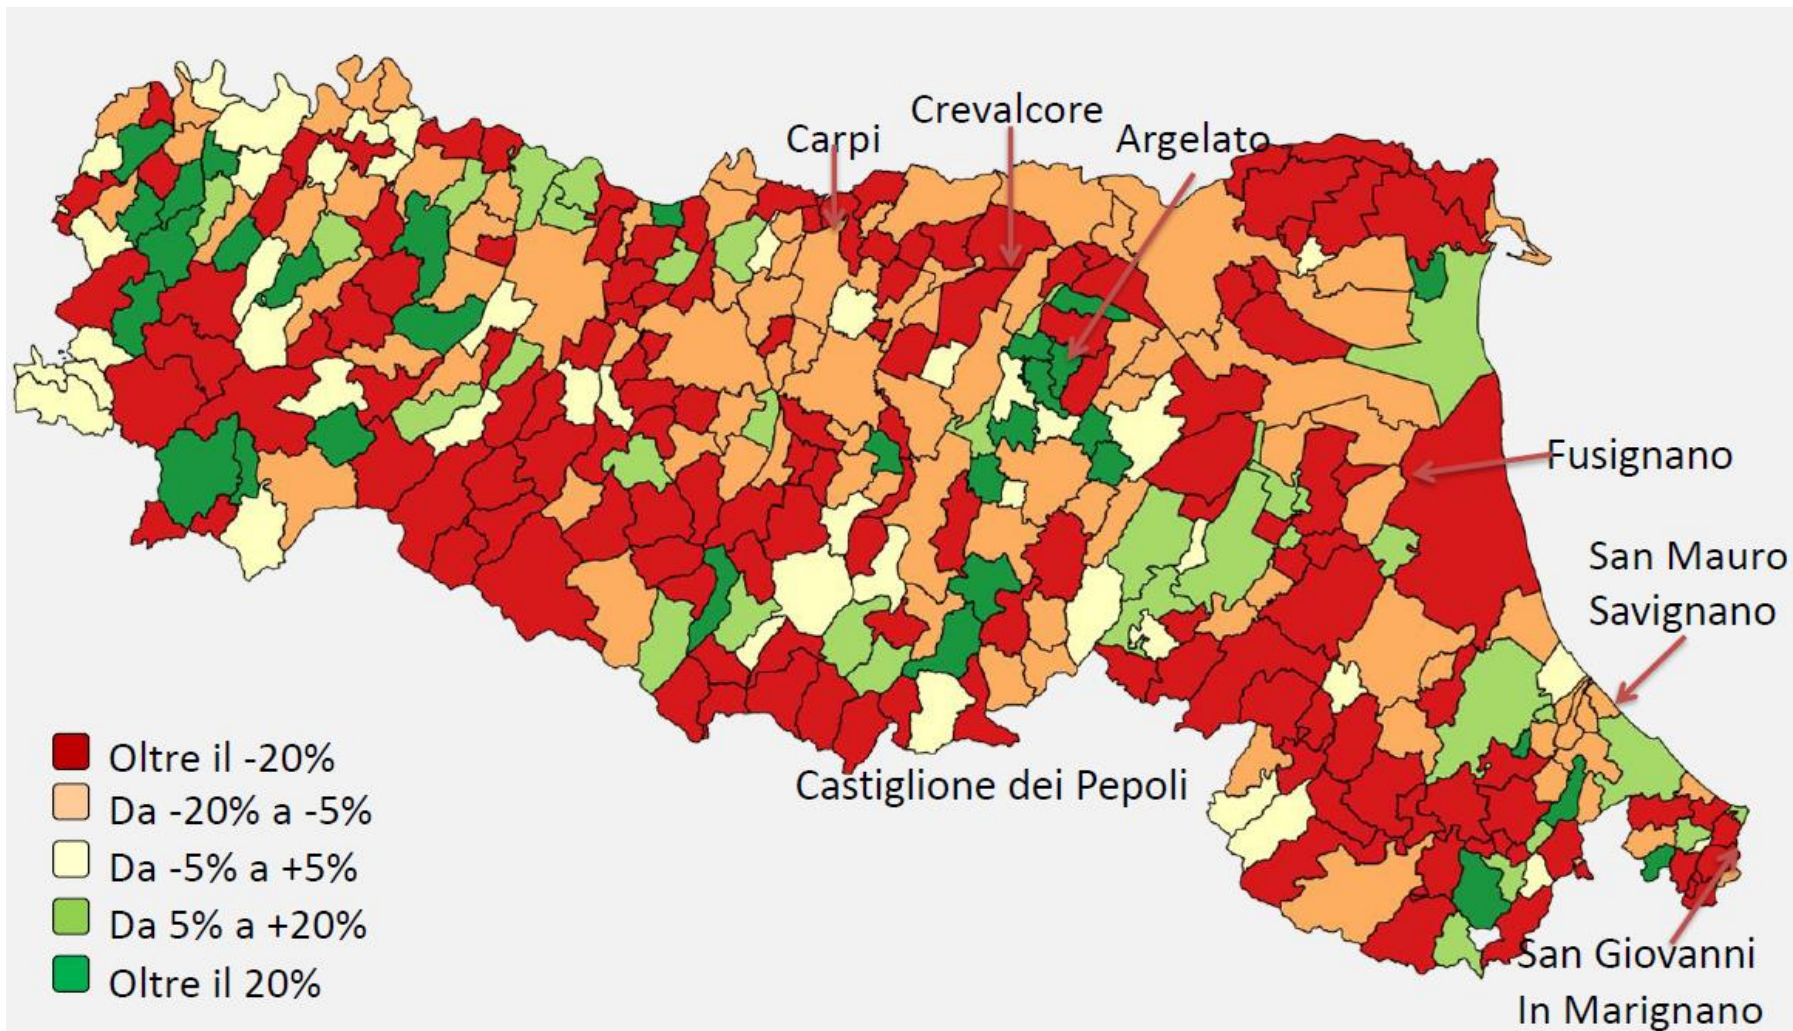 Crevalcore
Carpi
Argelato
Fusignano
San Mauro
Savignano
Castiglione dei Pepoli
San Giovanni
In Marignano
Oltre il -20%
Da -20% a -5%
Da -5% a +5%
Da 5% a +20%
Oltre il 20%